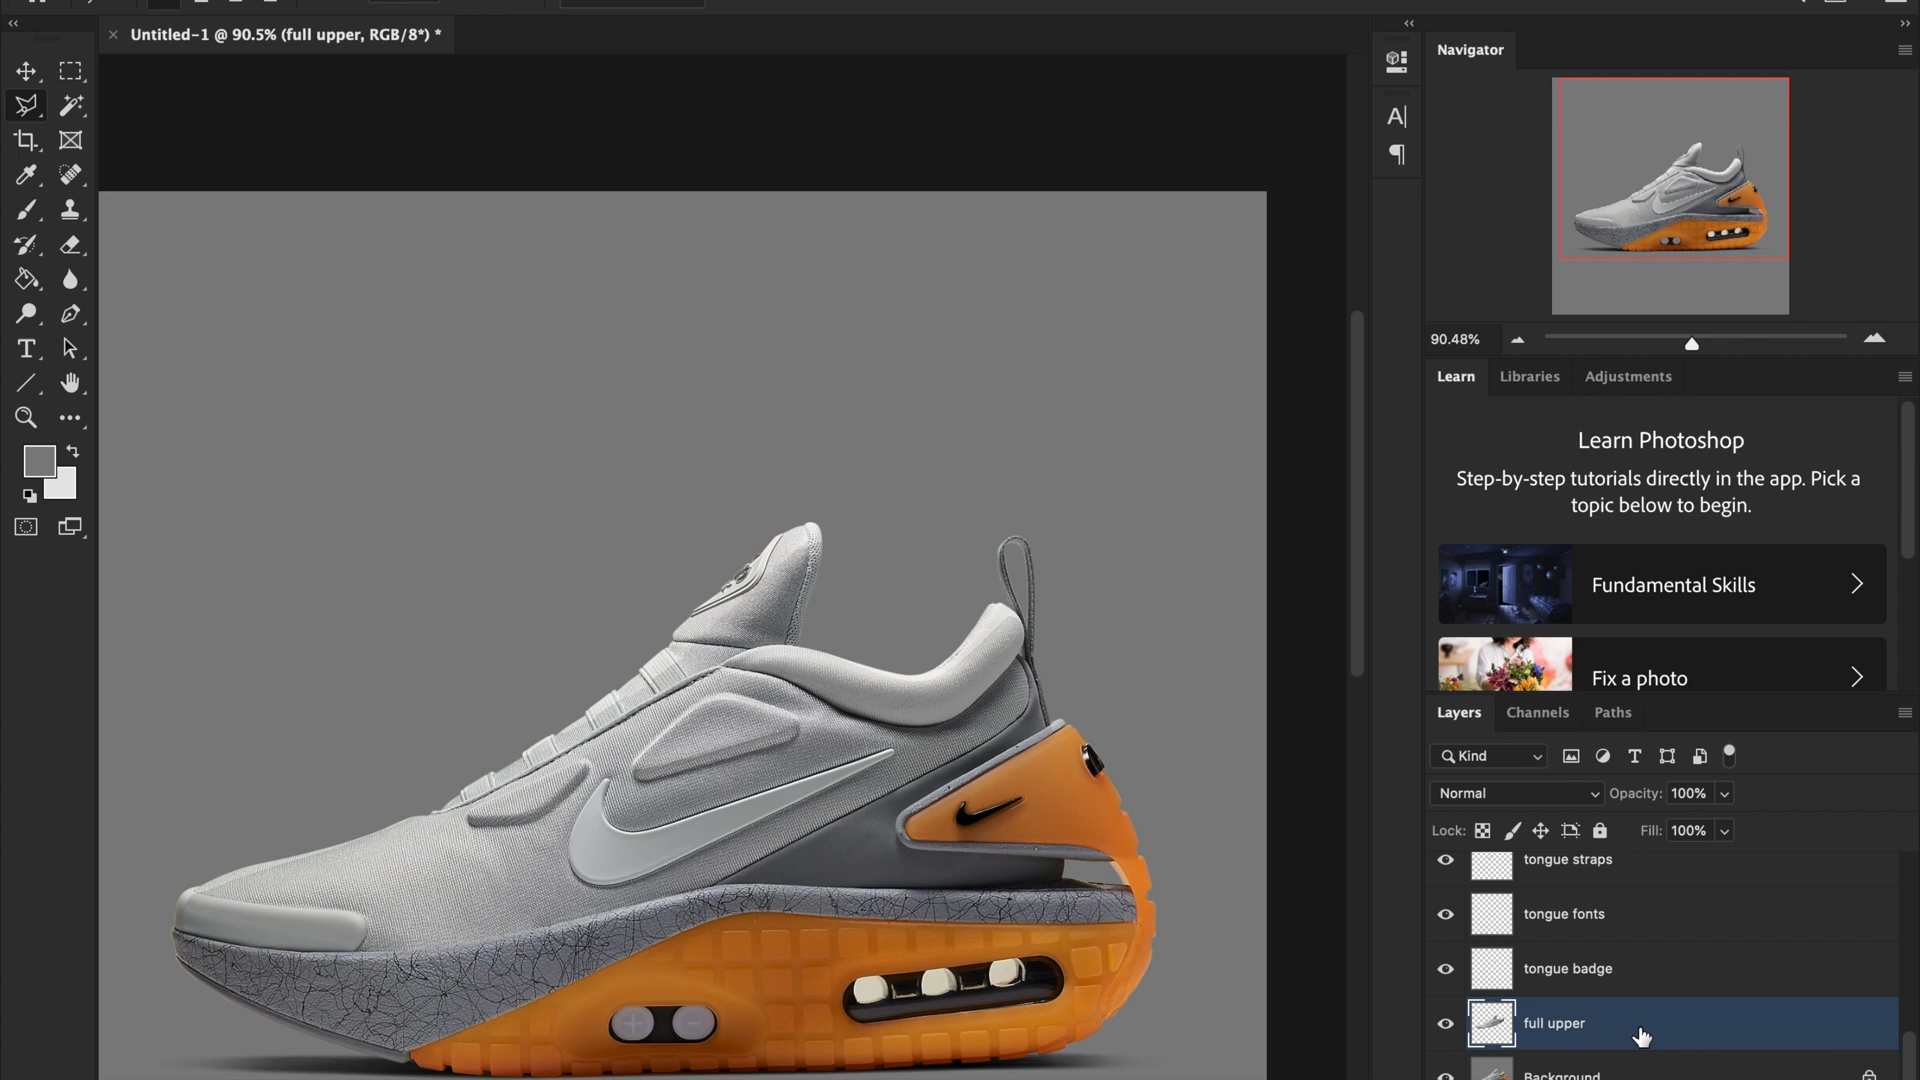 Untitled-1 @ 90.5% (full upper, RGB/8*) *
Navigator
90.48%
Learn Libraries Adjustments
Learn Photoshop
Step-by-step tutorials directly in the app. Pick a
topic below to begin.
Fundamental Skills
Fix a photo
Layers Channels Paths
Kind
Normal Opacity: 100%
Lock: Fill: 100%
tongue straps
tongue fonts
tongue badge
full upper
Background